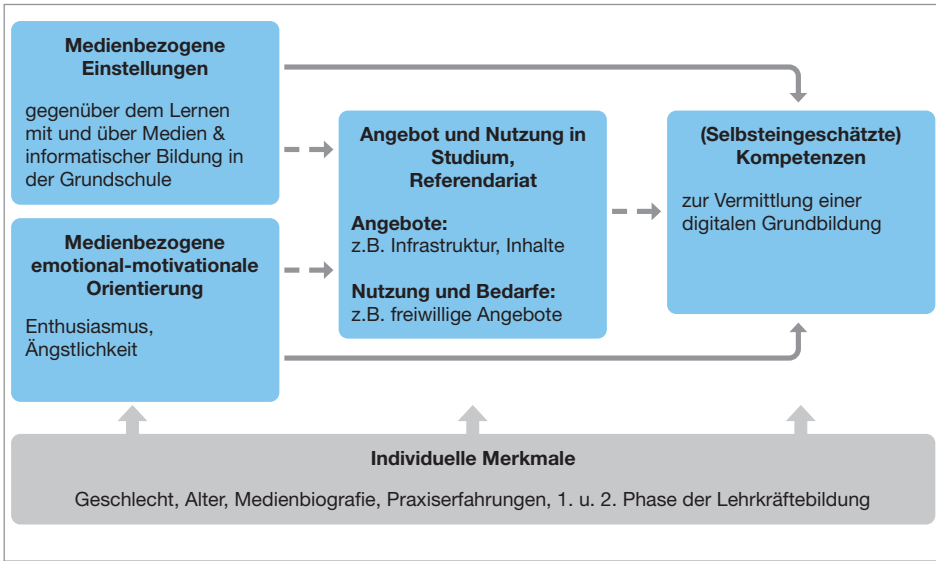 Medienbezogene
Einstellungen
gegenüber dem Lernen
mit und über Medien &
informatischer Bildung in
der Grundschule
Medienbezogene
emotional-motivationale
Orientierung
Enthusiasmus,
Ängstlichkeit
Angebot und Nutzung in
Studium,
Referendariat
Angebote:
z.B. Infrastruktur, Inhalte
Nutzung und Bedarfe:
z.B. freiwillige Angebote
(Selbsteingeschätzte)
Kompetenzen
zur Vermittlung einer
digitalen Grundbildung
Individuelle Merkmale
Geschlecht, Alter, Medienbiografie, Praxiserfahrungen, 1. u. 2. Phase der Lehrkräftebildung